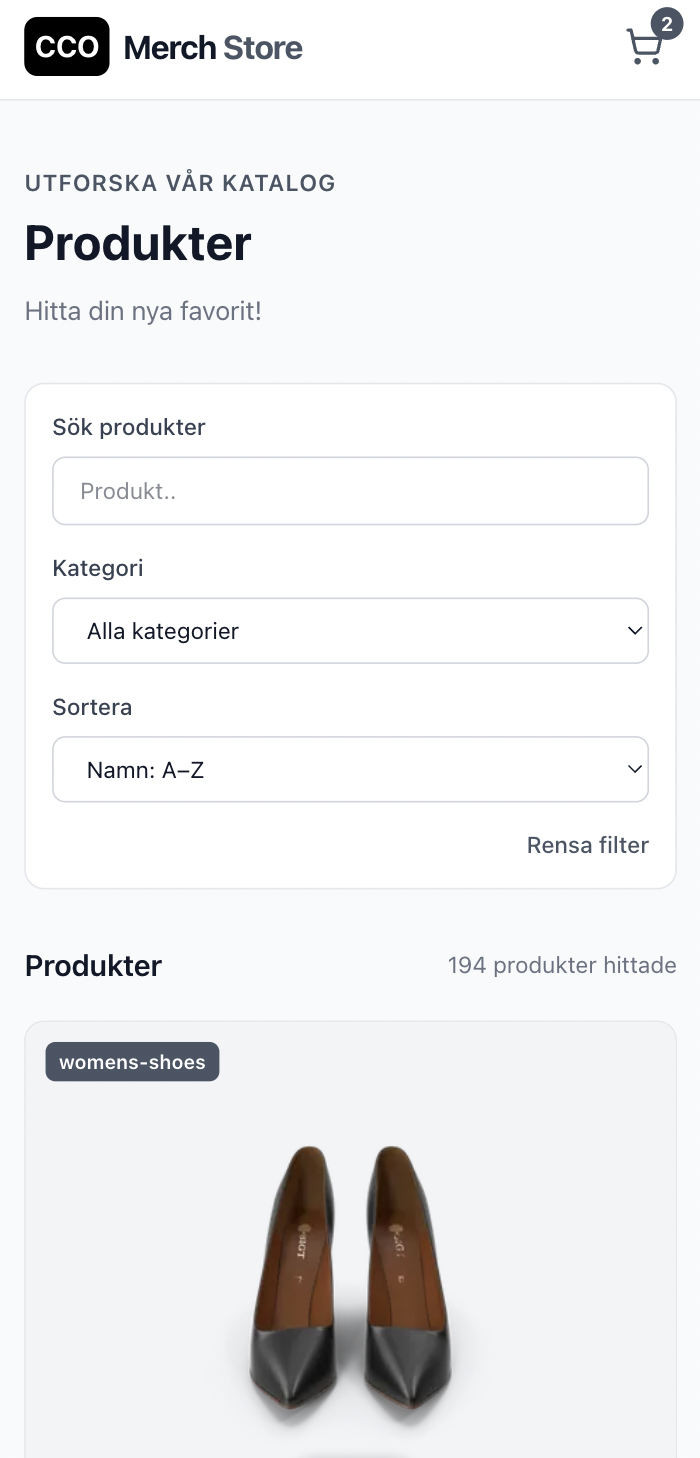 CCO Merch Store 2
UTFORSKA VÅR KATALOG
Produkter
Hitta din nya favorit!
Sök produkter
Produkt..
Kategori
Alla kategorier
Sortera
Namn: A–Z
Rensa filter
Produkter 194 produkter hittade
womens-shoes